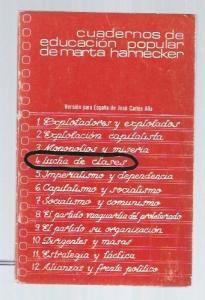 cuadernos de
educación popular
de marta harnecker
Versión para España de José Carlos Alía
1 Explotadores y explotados
2 Explotación capitalista
3 Monopolios y miseria
4 lucha de clases
5 Imperialismo y dependencia
6 Capitalismo y socialismo
7 Socialismo y comunismo
8 El partido vanguardia del proletariado
9 El partido su organización
10 Dirigentes y masas
11 Estrategia y táctica
12 Alianzas y frente político